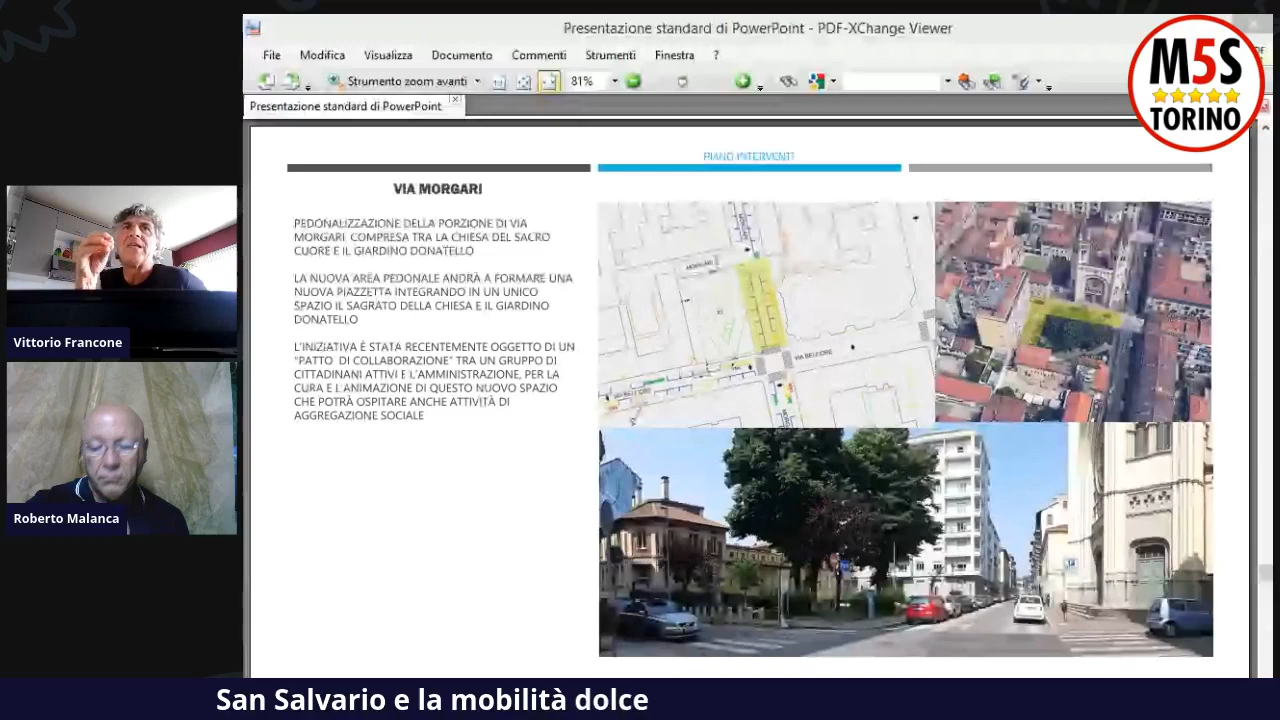 Presentazione standard di PowerPoint - PDF-XChange Viewer
File Modifica Visualizza Documento Commenti Strumenti Finestra ?
Strumento zoom avanti 81%
Presentazione standard di PowerPoint
M5S
TORINO
PIANO INTERVENTI
VIA MORGARI
PEDONALIZZAZIONE DELLA PORZIONE DI VIA
MORGARI COMPRESA TRA LA CHIESA DEL SACRO
CUORE E IL GIARDINO DONATELLO
LA NUOVA AREA PEDONALE ANDRÀ A FORMARE UNA
NUOVA PIAZZETTA INTEGRANDO IN UN UNICO
SPAZIO IL SAGRATO DELLA CHIESA E IL GIARDINO
DONATELLO
L'INIZIATIVA È STATA RECENTEMENTE OGGETTO DI UN
"PATTO DI COLLABORAZIONE" TRA UN GRUPPO DI
CITTADINANI ATTIVI E L'AMMINISTRAZIONE, PER LA
CURA E L'ANIMAZIONE DI QUESTO NUOVO SPAZIO
CHE POTRÀ OSPITARE ANCHE ATTIVITÀ DI
AGGREGAZIONE SOCIALE
MORGARI
VIA BELFIORE
Vittorio Francone
Roberto Malanca
San Salvario e la mobilità dolce